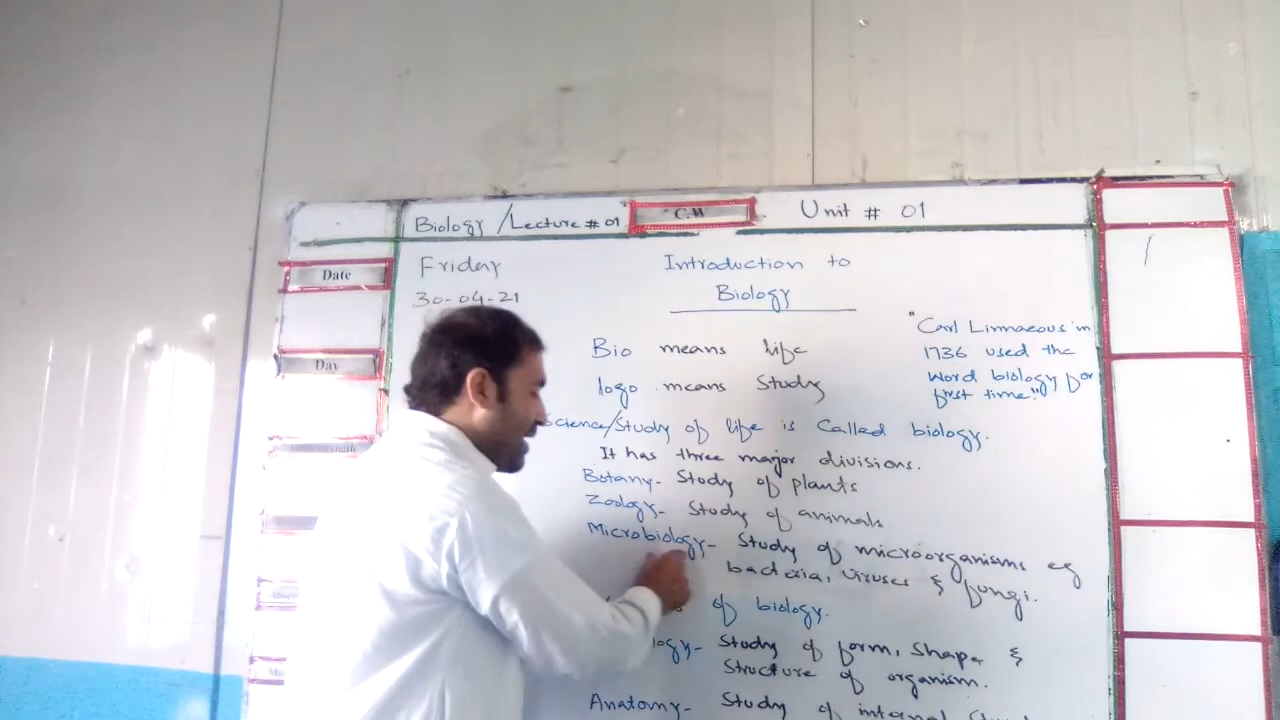 Biology/Lecture # 01
C.W
Unit # 01
Date
Friday
Introduction to
30-04-21
Biology
Day
Bio means life
"Carl Linnaeous in
1736 used the
Word biology for
first time."
logo means Study
Science/Study of life is Called biology.
It has three major divisions.
Botany- Study of plants
Zoology- Study of animals
Microbiology- Study of microorganisms eg
bacteria, viruses & fungi.
of biology.
logy- Study of form, Shape &
Structure of organism.
Anatomy- Study of internal